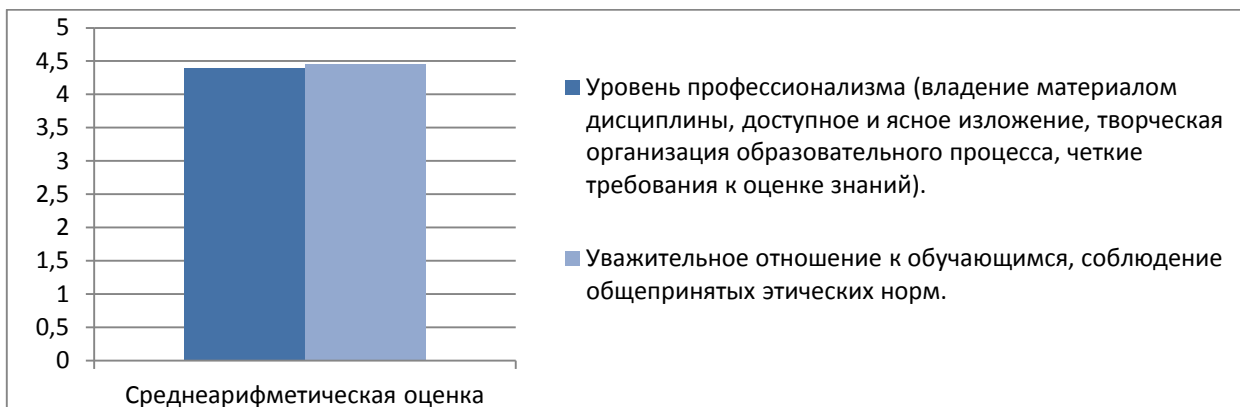 5
4,5
4
3,5
3
2,5
2
1,5
1
0,5
0
Среднеарифметическая оценка
Уровень профессионализма (владение материалом
дисциплины, доступное и ясное изложение, творческая
организация образовательного процесса, четкие
требования к оценке знаний).
Уважительное отношение к обучающимся, соблюдение
общепринятых этических норм.